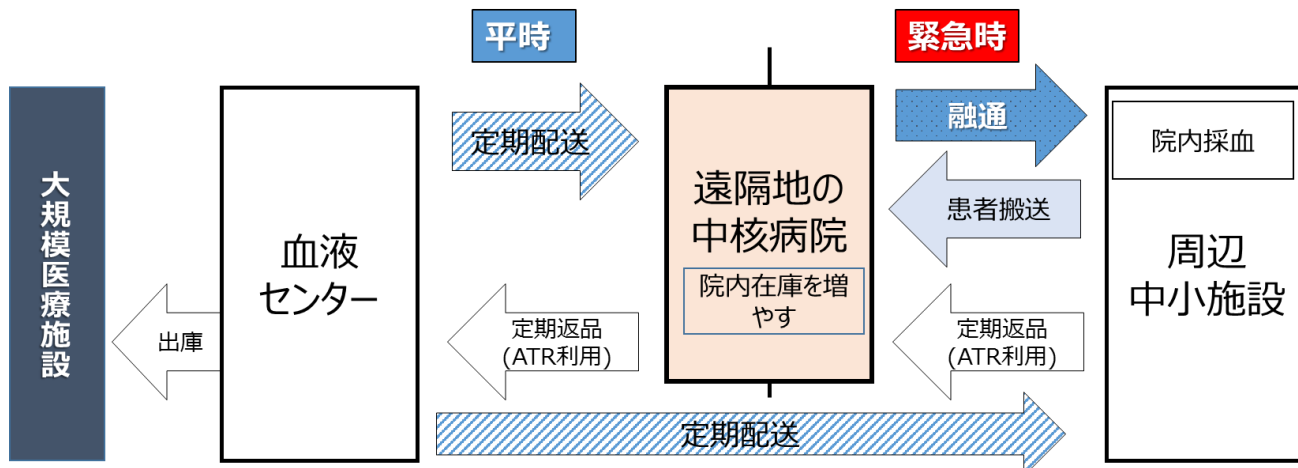 平時
緊急時
大規模医療施設
血液
センター
出庫
定期配送
定期返品
(ATR利用)
遠隔地の
中核病院
院内在庫を増
やす
融通
患者搬送
定期返品
(ATR利用)
院内採血
周辺
中小施設
定期配送